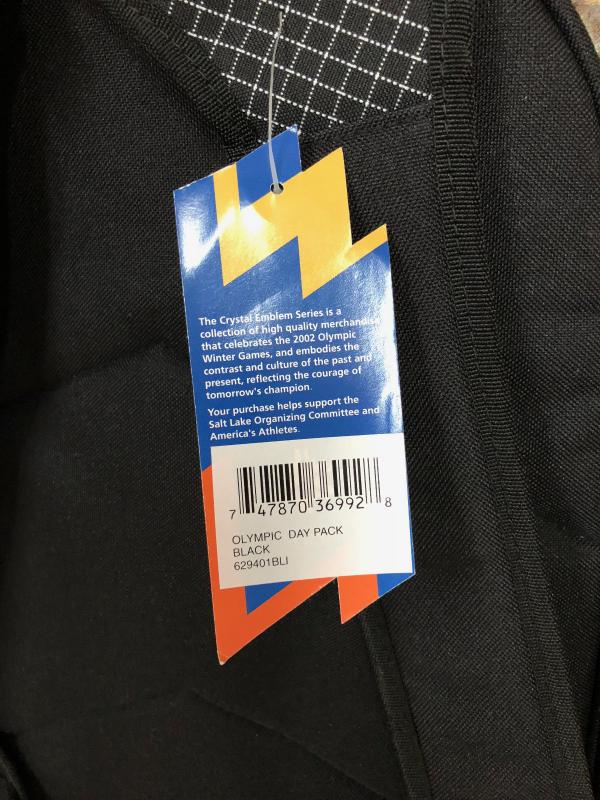 The Crystal Emblem Series is a
collection of high quality merchandise
that celebrates the 2002 Olympic
Winter Games, and embodies the
contrast and culture of the past and
present, reflecting the courage of
tomorrow's champion.
Your purchase helps support the
Salt Lake Organizing Committee and
America's Athletes.
7 47870 36992 8
OLYMPIC DAY PACK
BLACK
629401BLI